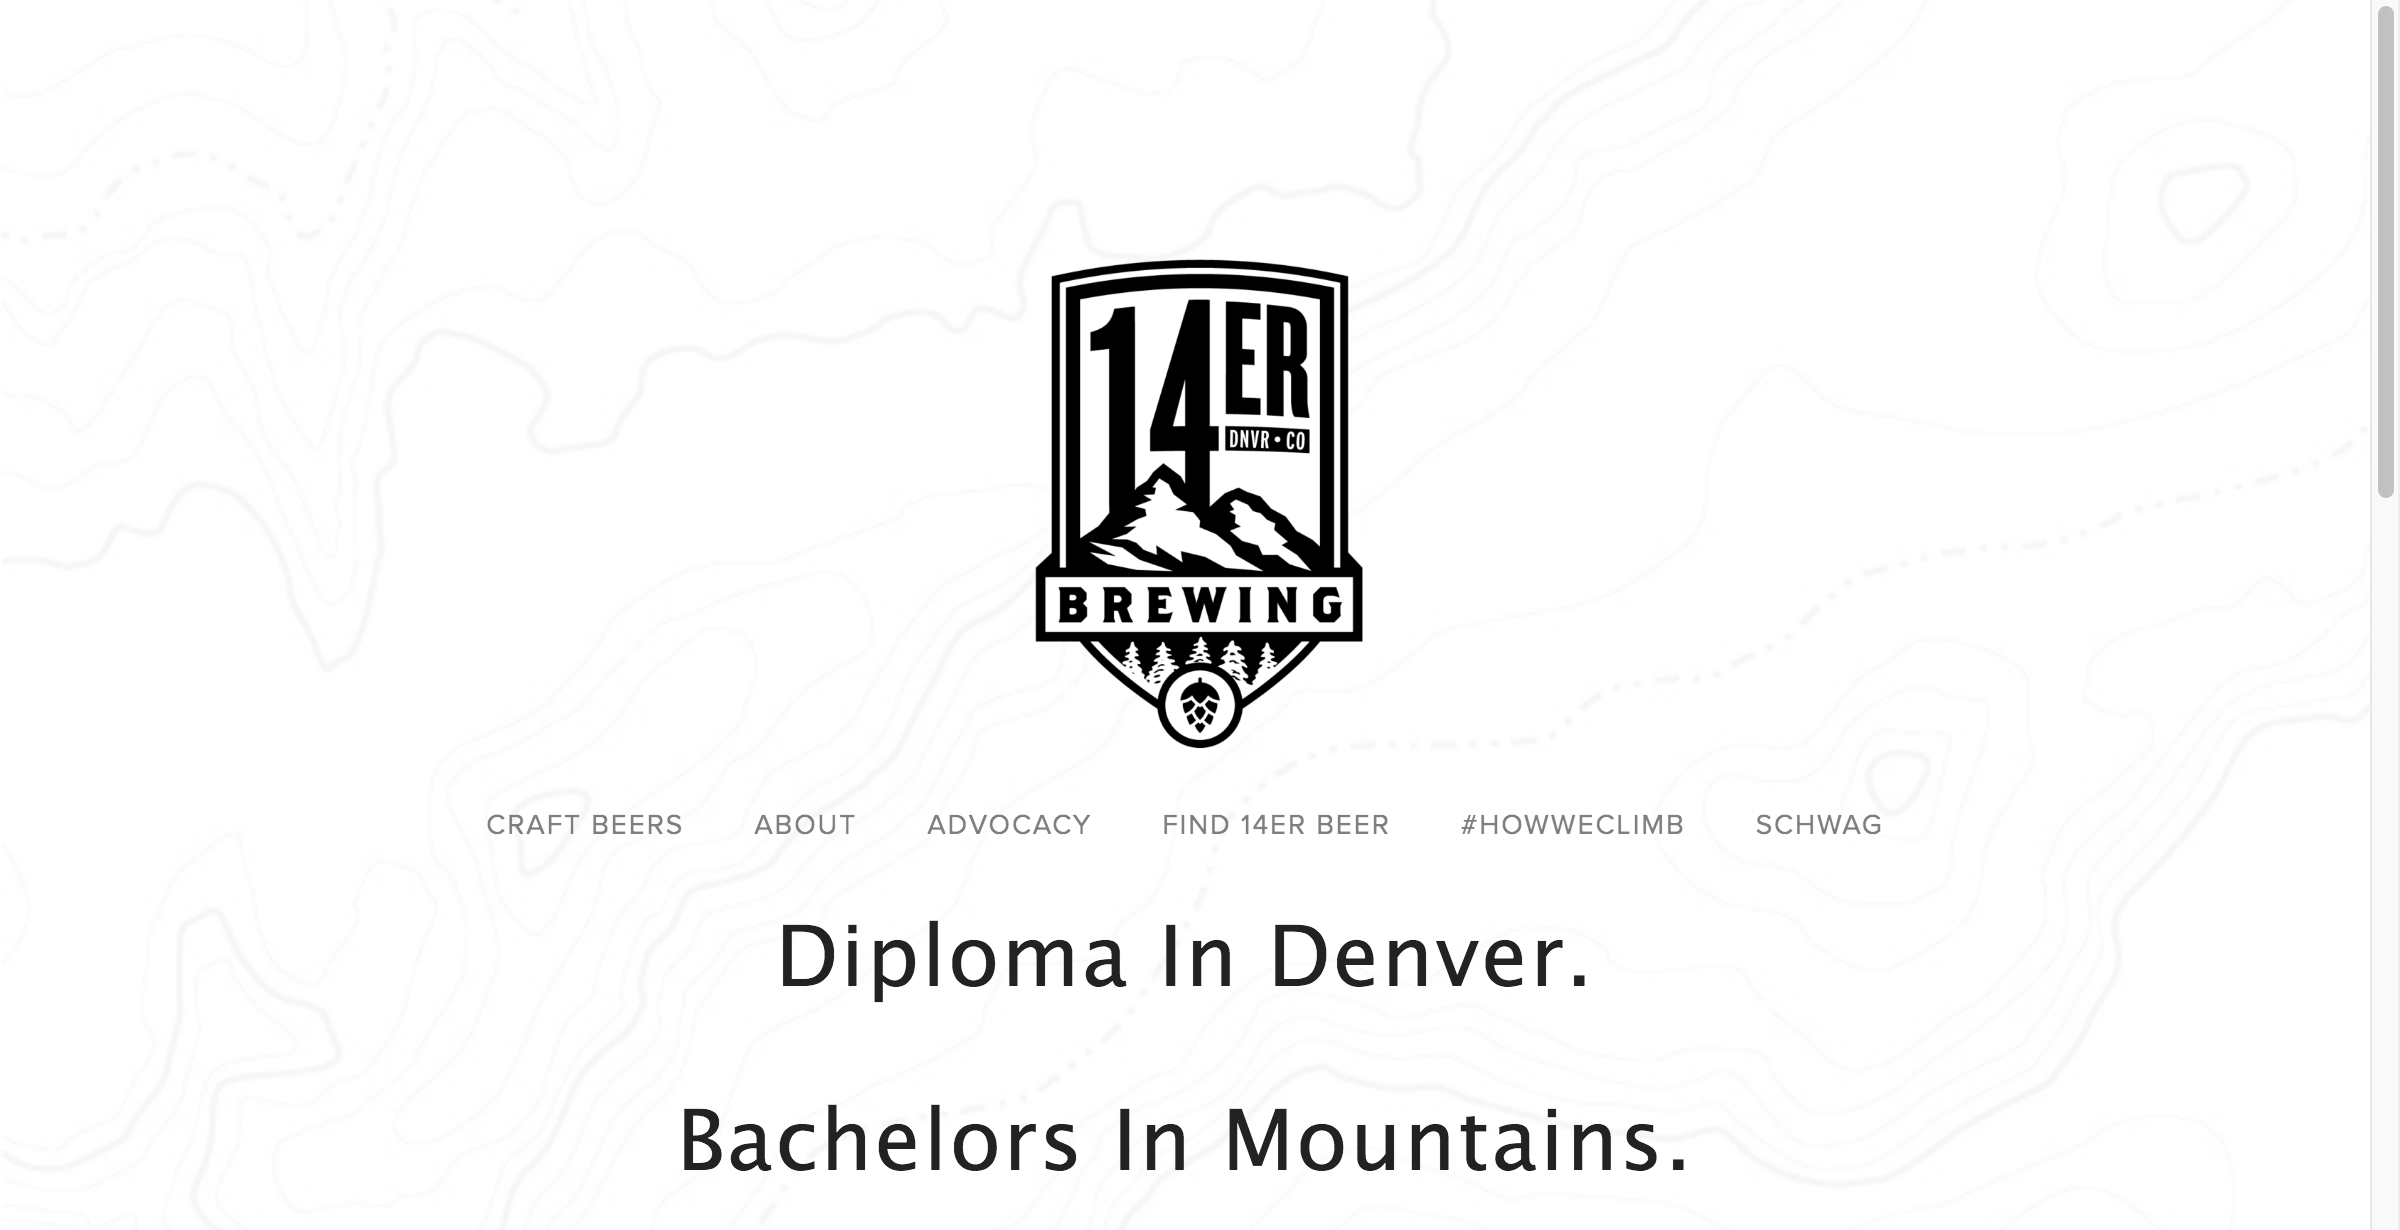 14ER
DNVR • CO
BREWING
CRAFT BEERS ABOUT ADVOCACY FIND 14ER BEER #HOWWECLIMB SCHWAG
Diploma In Denver.
Bachelors In Mountains.